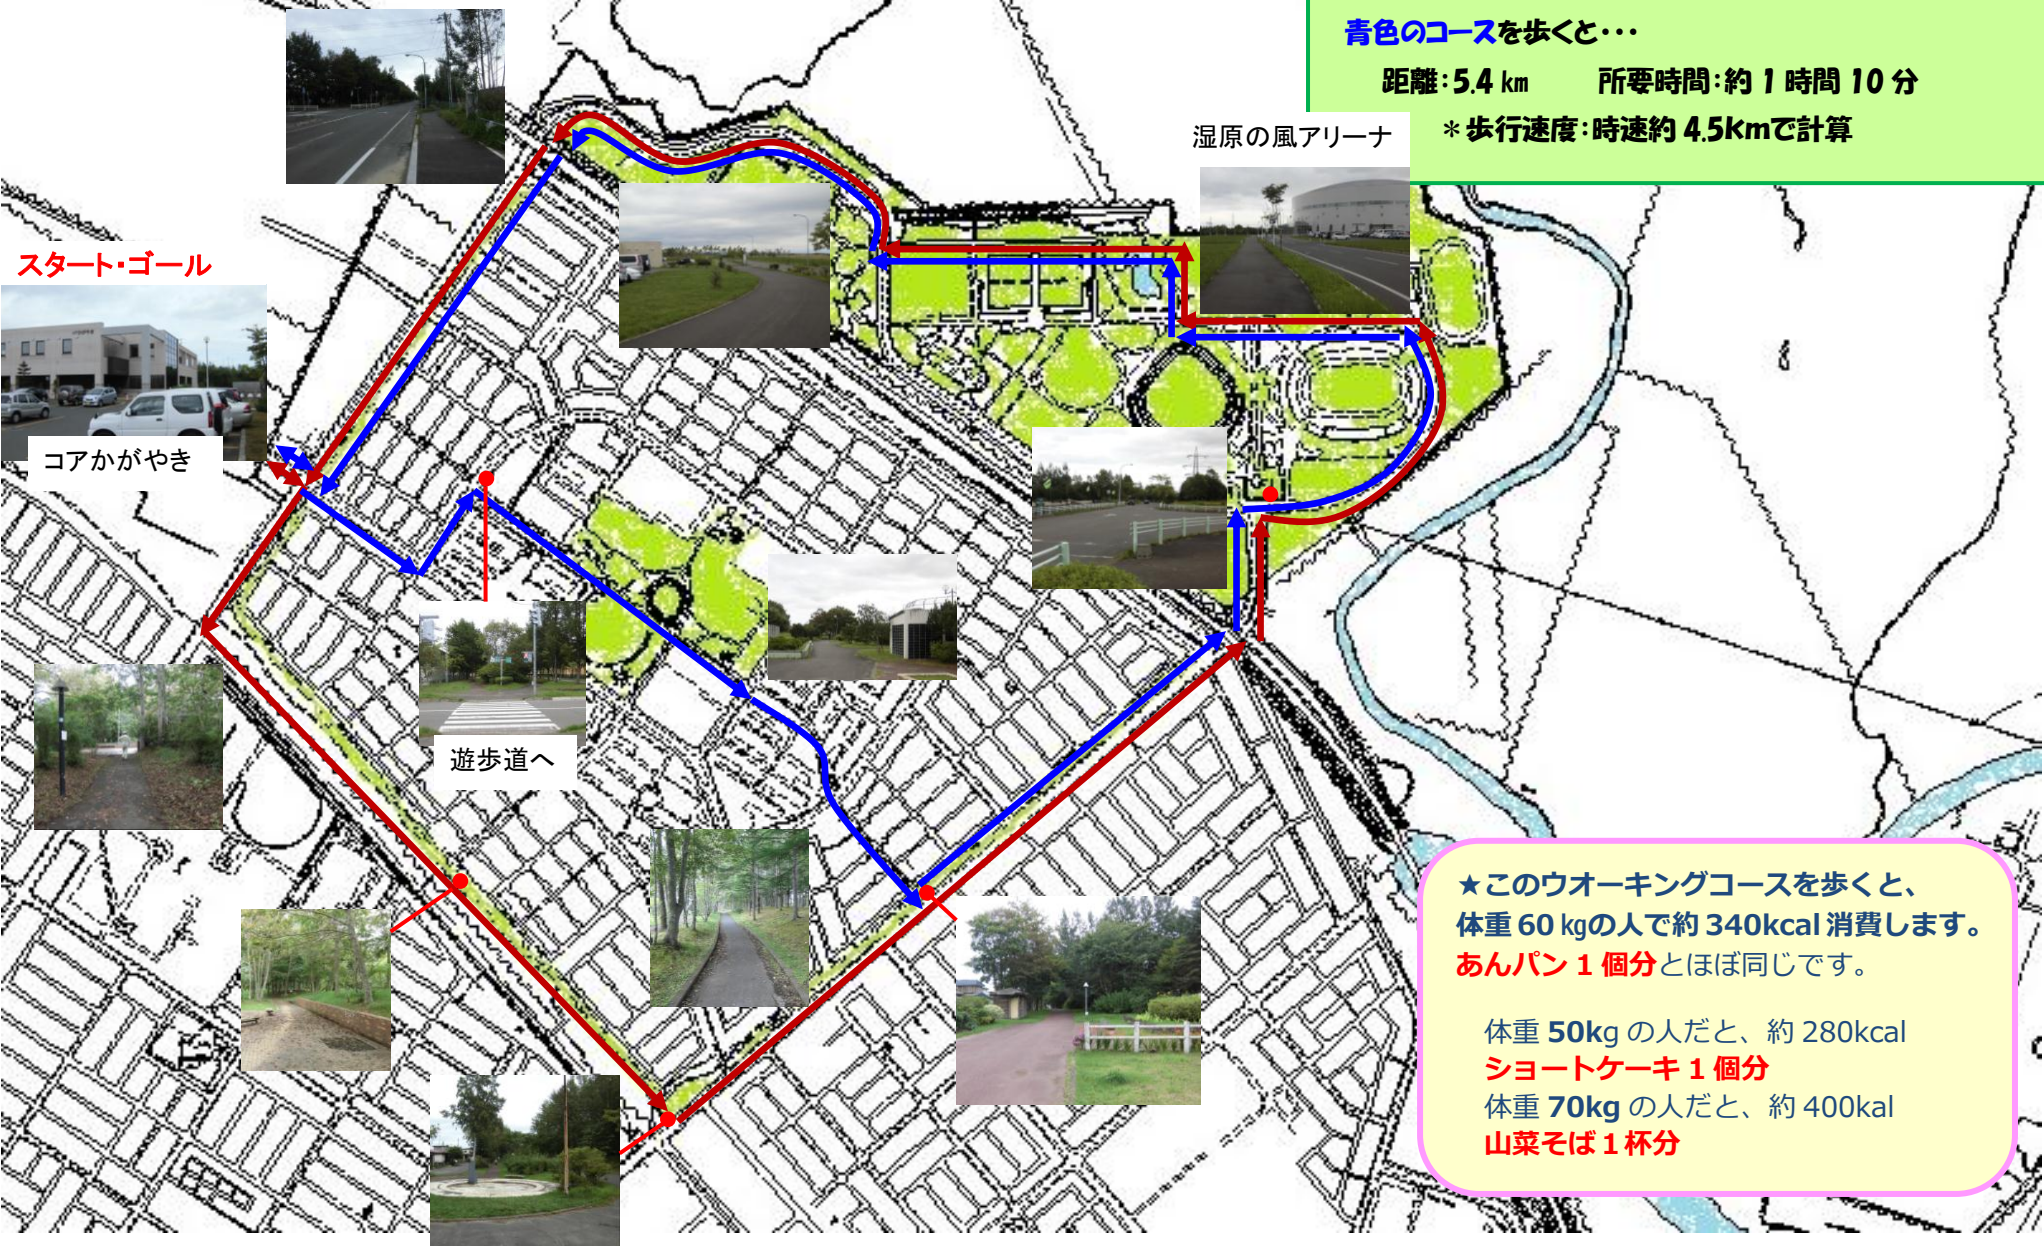 青色のコースを歩くと･･･
距離：5.4 km 所要時間：約 1 時間 10 分
＊歩行速度：時速約 4.5Kmで計算
湿原の風アリーナ
スタート・ゴール
コアかがやき
遊歩道へ
★このウオーキングコースを歩くと、
体重 60 kgの人で約 340kcal 消費します。
あんパン 1 個分とほぼ同じです。
体重 50kg の人だと、約 280kcal
ショートケーキ 1 個分
体重 70kg の人だと、約 400kal
山菜そば 1 杯分